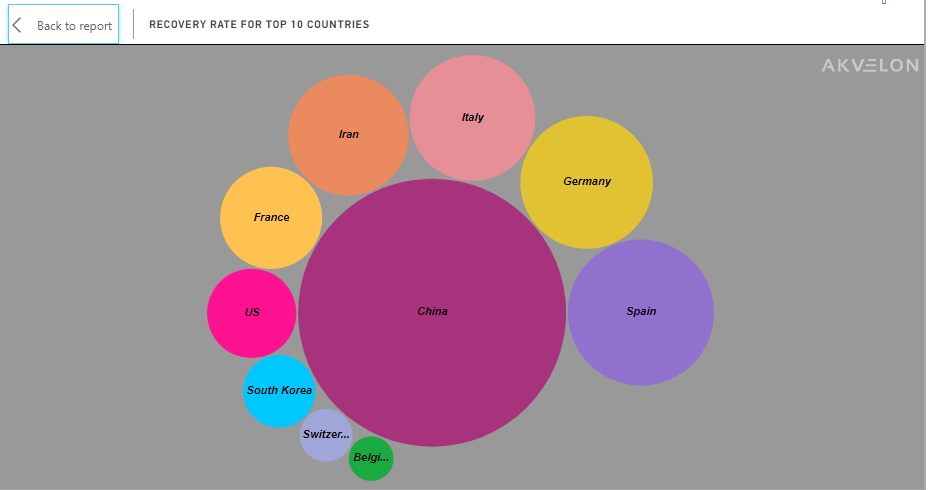 Back to report
RECOVERY RATE FOR TOP 10 COUNTRIES
AKVELON
Italy
Iran
Germany
France
China
Spain
US
South Korea
Switzer...
Belgi...